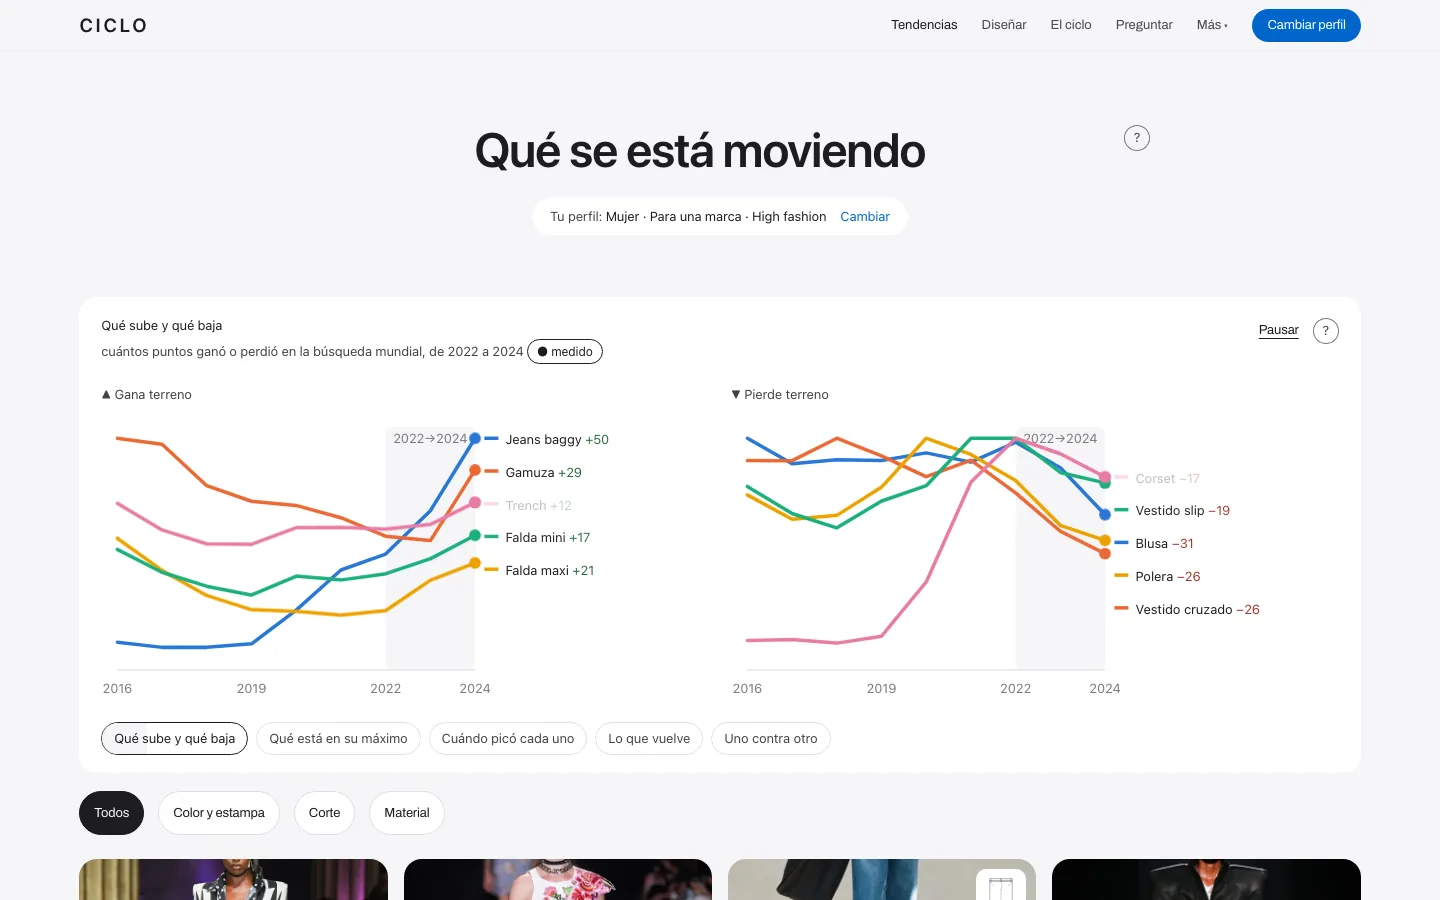 CICLO
Tendencias Diseñar El ciclo Preguntar Más ▾ Cambiar perfil
Qué se está moviendo ?
Tu perfil: Mujer · Para una marca · High fashion Cambiar
Qué sube y qué baja
Pausar ?
cuántos puntos ganó o perdió en la búsqueda mundial, de 2022 a 2024 ● medido
▲ Gana terreno
2022→2024
Jeans baggy +50
Gamuza +29
Trench +12
Falda mini +17
Falda maxi +21
2016 2019 2022 2024
▼ Pierde terreno
2022→2024
Corset −17
Vestido slip −19
Blusa −31
Polera −26
Vestido cruzado −26
2016 2019 2022 2024
Qué sube y qué baja Qué está en su máximo Cuándo picó cada uno Lo que vuelve Uno contra otro
Todos Color y estampa Corte Material